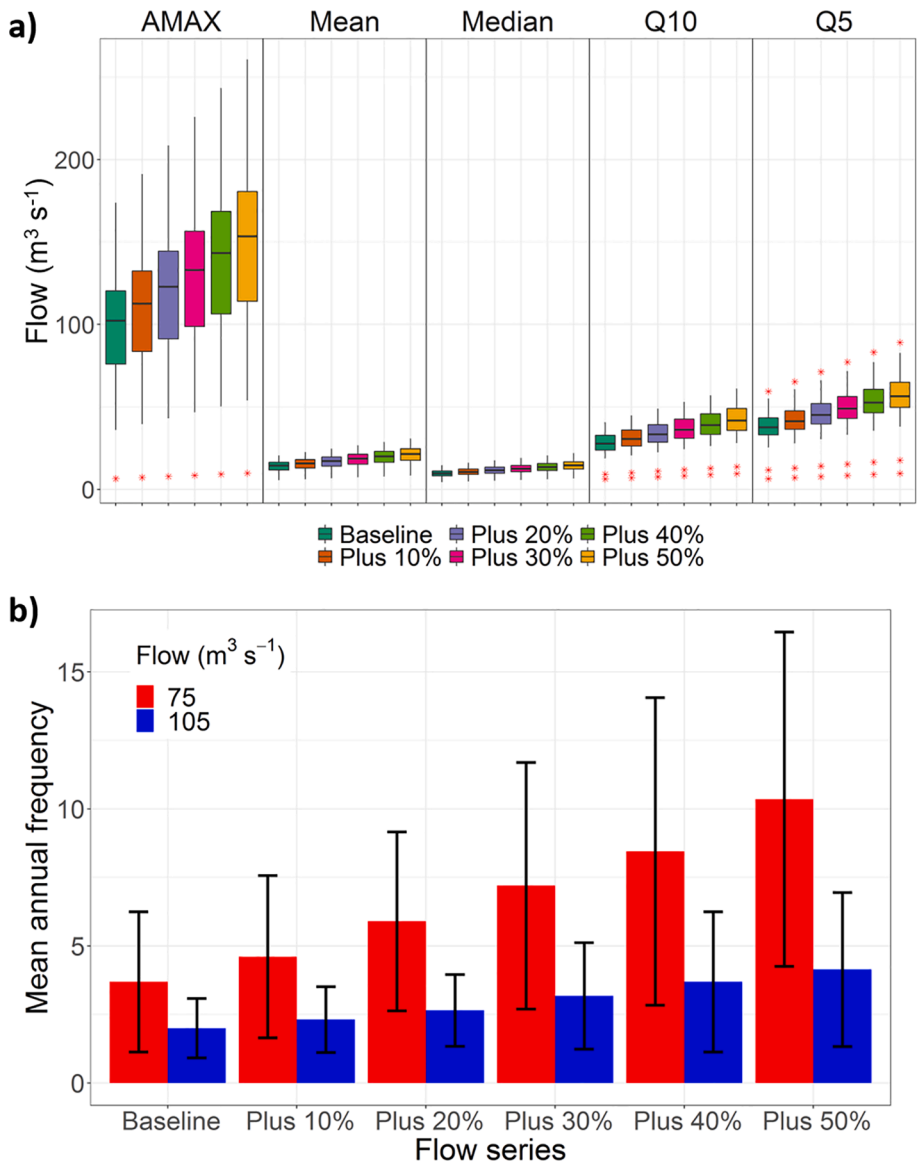 a)
AMAX Mean Median Q10 Q5
Flow (m³ s⁻¹)
200
100
0
Baseline Plus 20% Plus 40%
Plus 10% Plus 30% Plus 50%
b)
Flow (m³ s⁻¹)
75
105
Mean annual frequency
15
10
5
0
Baseline Plus 10% Plus 20% Plus 30% Plus 40% Plus 50%
Flow series